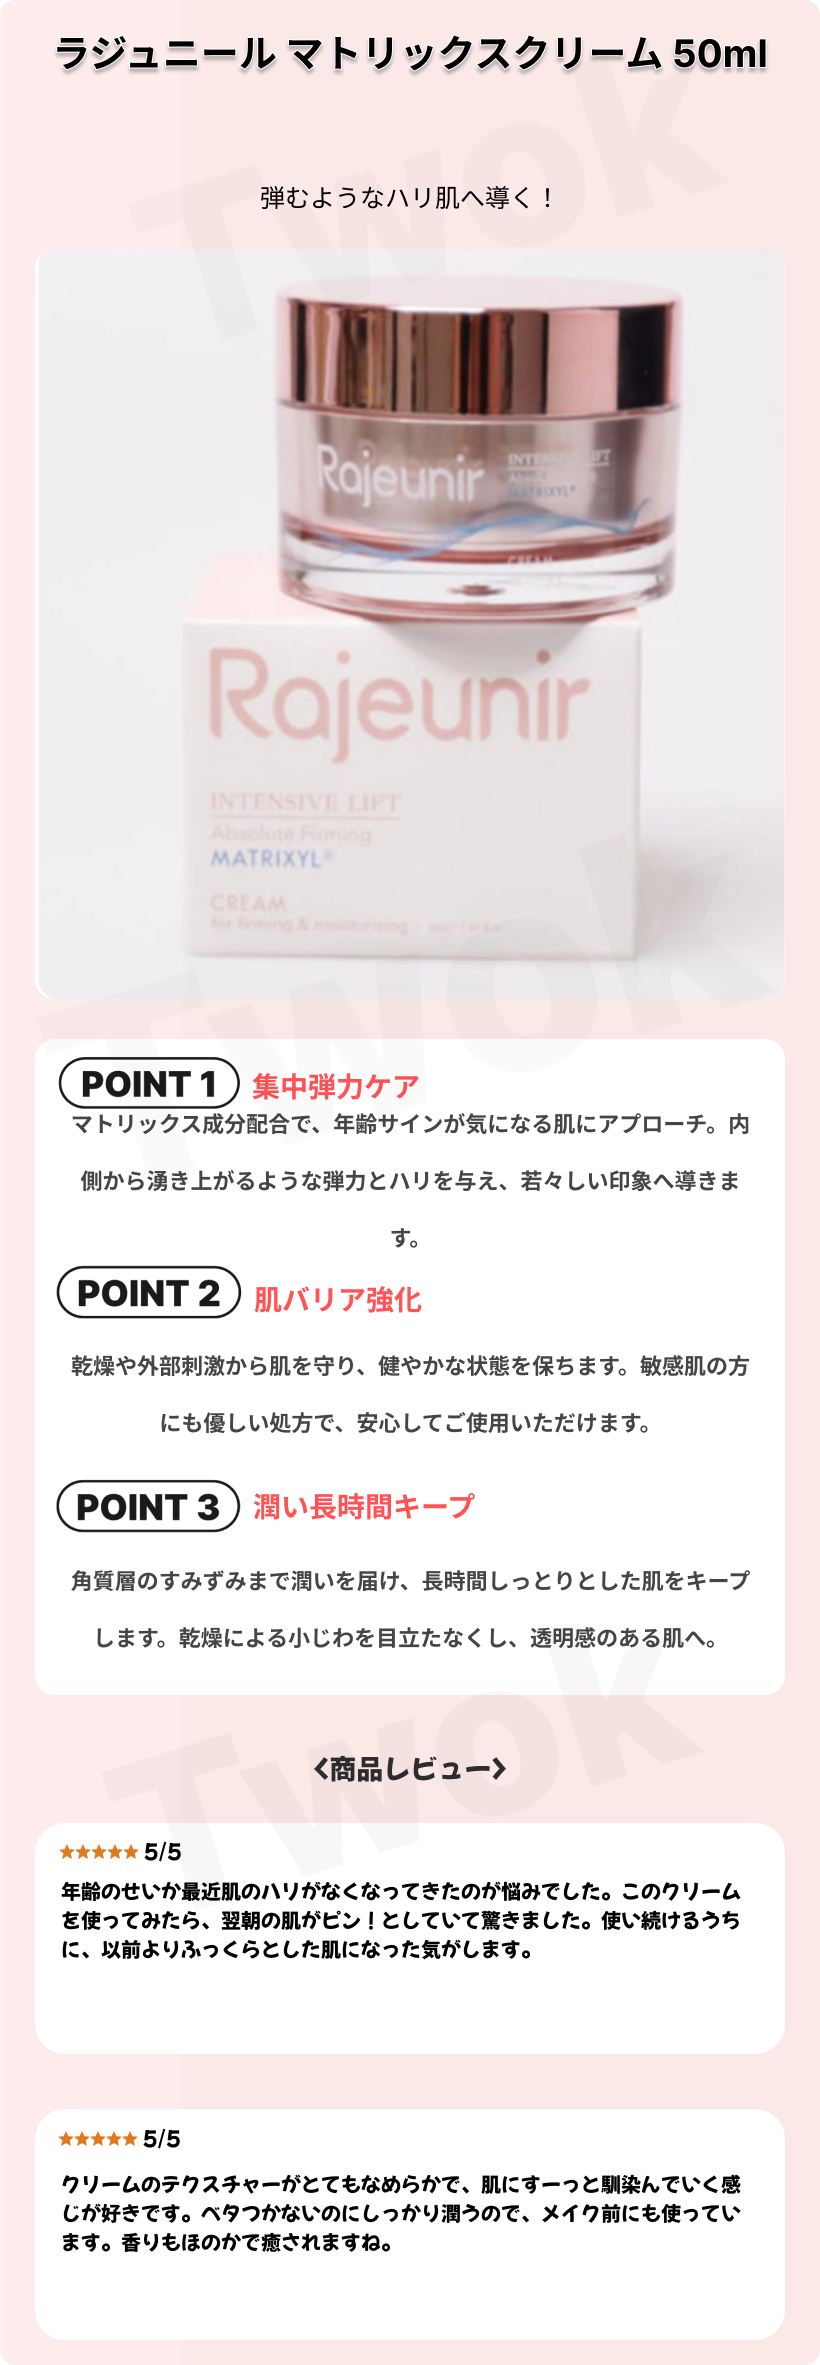 ラジュニール マトリックスクリーム 50ml
弾むようなハリ肌へ導く！
Rajeunir
INTENSIVE LIFT
MATRIXYL
CREAM
Rajeunir
INTENSIVE LIFT
Absolute Firming
MATRIXYL®
CREAM
for firming & moisturizing
POINT 1 集中弾力ケア
マトリックス成分配合で、年齢サインが気になる肌にアプローチ。内
側から湧き上がるような弾力とハリを与え、若々しい印象へ導きま
す。
POINT 2 肌バリア強化
乾燥や外部刺激から肌を守り、健やかな状態を保ちます。敏感肌の方
にも優しい処方で、安心してご使用いただけます。
POINT 3 潤い長時間キープ
角質層のすみずみまで潤いを届け、長時間しっとりとした肌をキープ
します。乾燥による小じわを目立たなくし、透明感のある肌へ。
<商品レビュー>
★★★★★ 5/5
年齢のせいか最近肌のハリがなくなってきたのが悩みでした。このクリーム
を使ってみたら、翌朝の肌がピン！としていて驚きました。使い続けるうち
に、以前よりふっくらとした肌になった気がします。
★★★★★ 5/5
クリームのテクスチャーがとてもなめらかで、肌にすーっと馴染んでいく感
じが好きです。ベタつかないのにしっかり潤うので、メイク前にも使ってい
ます。香りもほのかで癒されますね。
Twok
Twok
Twok